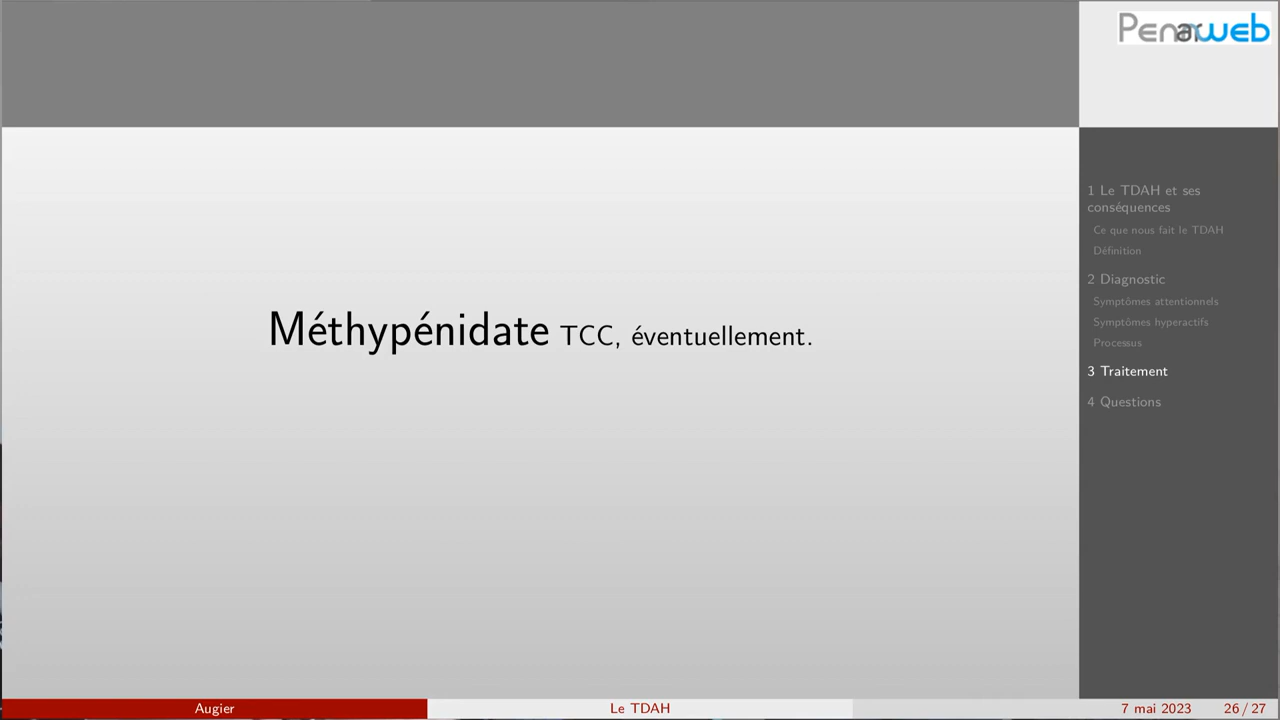 Penarweb
Méthypénidate TCC, éventuellement.
1 Le TDAH et ses
conséquences
Ce que nous fait le TDAH
Définition
2 Diagnostic
Symptômes attentionnels
Symptômes hyperactifs
Processus
3 Traitement
4 Questions
Augier
Le TDAH
7 mai 2023
26 / 27